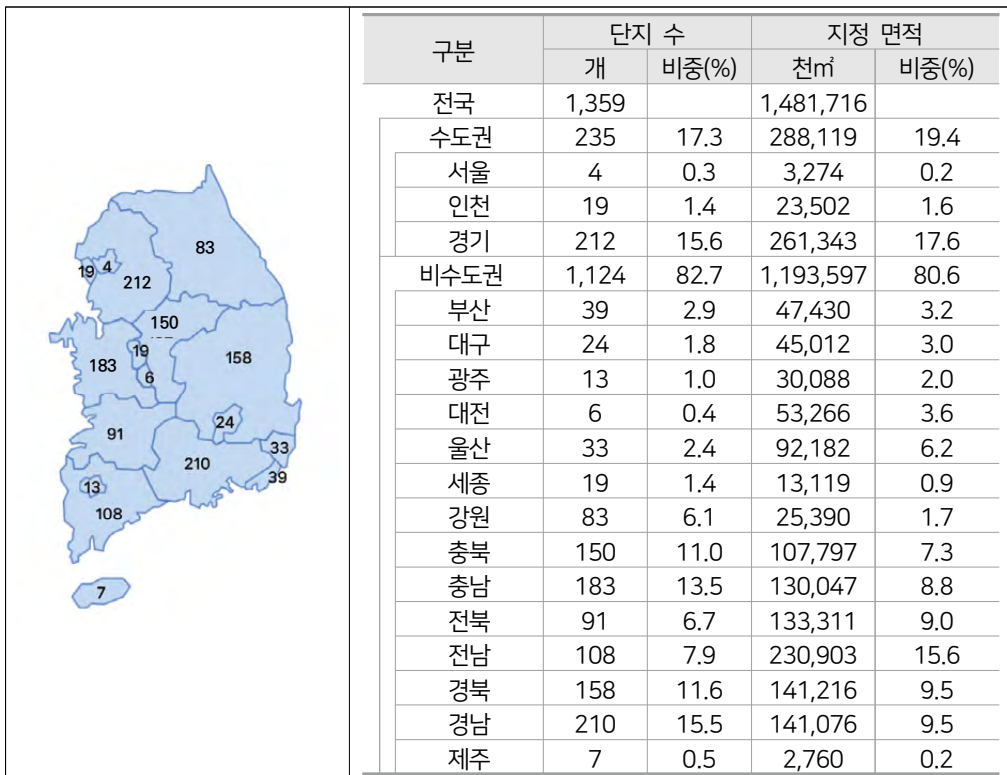 83
19 4
212
150
19
183
158
6
24
91
33
210
39
13
108
7
구분 단지 수 지정 면적
개 비중(%) 천㎡ 비중(%)
전국 1,359 1,481,716
수도권 235 17.3 288,119 19.4
서울 4 0.3 3,274 0.2
인천 19 1.4 23,502 1.6
경기 212 15.6 261,343 17.6
비수도권 1,124 82.7 1,193,597 80.6
부산 39 2.9 47,430 3.2
대구 24 1.8 45,012 3.0
광주 13 1.0 30,088 2.0
대전 6 0.4 53,266 3.6
울산 33 2.4 92,182 6.2
세종 19 1.4 13,119 0.9
강원 83 6.1 25,390 1.7
충북 150 11.0 107,797 7.3
충남 183 13.5 130,047 8.8
전북 91 6.7 133,311 9.0
전남 108 7.9 230,903 15.6
경북 158 11.6 141,216 9.5
경남 210 15.5 141,076 9.5
제주 7 0.5 2,760 0.2